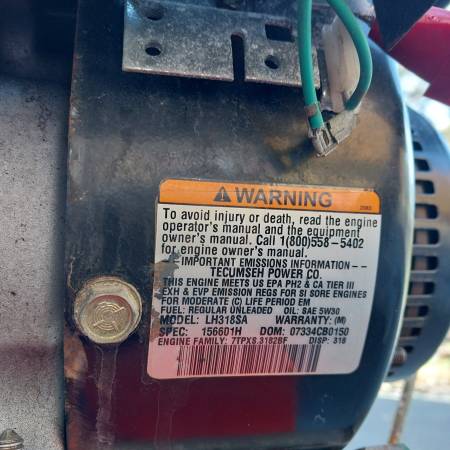 WARNING
To avoid injury or death, read the engine
operator's manual and the equipment
owner's manual. Call 1(800)558-5402
for engine owner's manual.
IMPORTANT EMISSIONS INFORMATION--
TECUMSEH POWER CO.
THIS ENGINE MEETS US EPA PH2 & CA TIER III
EXH & EVP EMISSION REGS FOR SI SORE ENGINES
FOR MODERATE (C) LIFE PERIOD EM
FUEL: REGULAR UNLEADED OIL: SAE 5W30
MODEL: LH318SA WARRANTY: (M)
SPEC: 156601H DOM: 07334CB0150
ENGINE FAMILY: 7TPXS.3182BF DISP: 318